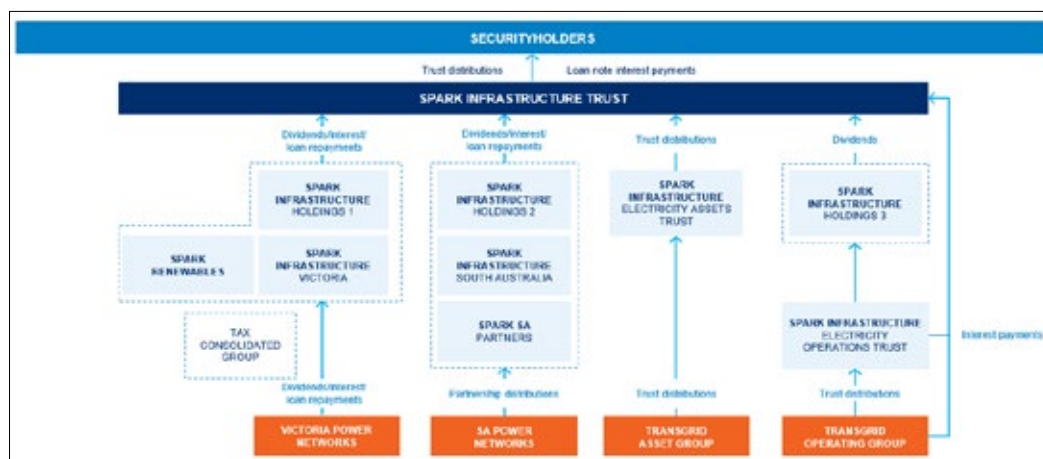 SECURITYHOLDERS
Trust distributions
Loan note interest payments
SPARK INFRASTRUCTURE TRUST
Dividends/interest/
loan repayments
Dividends/interest/
loan repayments
Trust distributions
Dividends
SPARK
INFRASTRUCTURE
HOLDINGS 1
SPARK
INFRASTRUCTURE
HOLDINGS 2
SPARK
INFRASTRUCTURE
ELECTRICITY ASSETS
TRUST
SPARK
INFRASTRUCTURE
HOLDINGS 3
SPARK
RENEWABLES
SPARK
INFRASTRUCTURE
VICTORIA
SPARK
INFRASTRUCTURE
SOUTH AUSTRALIA
TAX
CONSOLIDATED
GROUP
SPARK SA
PARTNERS
SPARK INFRASTRUCTURE
ELECTRICITY
OPERATIONS TRUST
Interest payments
Dividends/interest/
loan repayments
Partnership distributions
Trust distributions
Trust distributions
VICTORIA POWER
NETWORKS
SA POWER
NETWORKS
TRANSGRID
ASSET GROUP
TRANSGRID
OPERATING GROUP